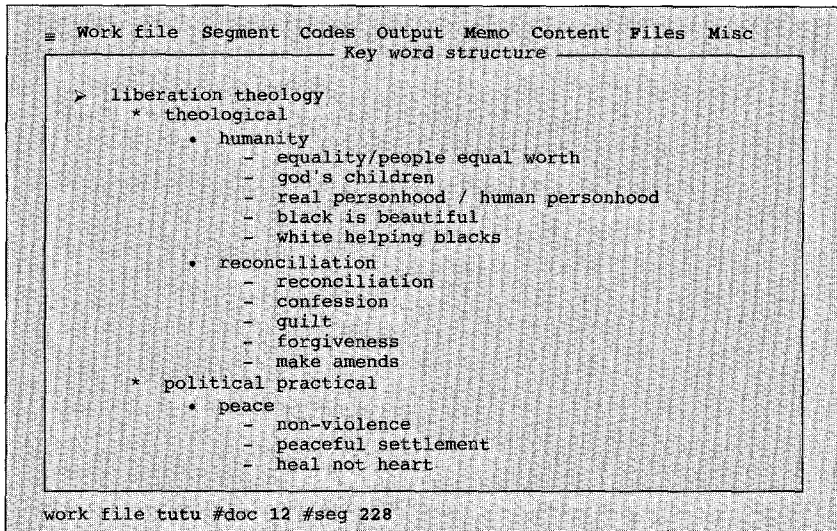 ≡ Work file Segment Codes Output Memo Content Files Misc
Key word structure
➢ liberation theology
* theological
• humanity
- equality/people equal worth
- god's children
- real personhood / human personhood
- black is beautiful
- white helping blacks
• reconciliation
- reconciliation
- confession
- guilt
- forgiveness
- make amends
* political practical
• peace
- non-violence
- peaceful settlement
- heal not heart
work file tutu #doc 12 #seg 228